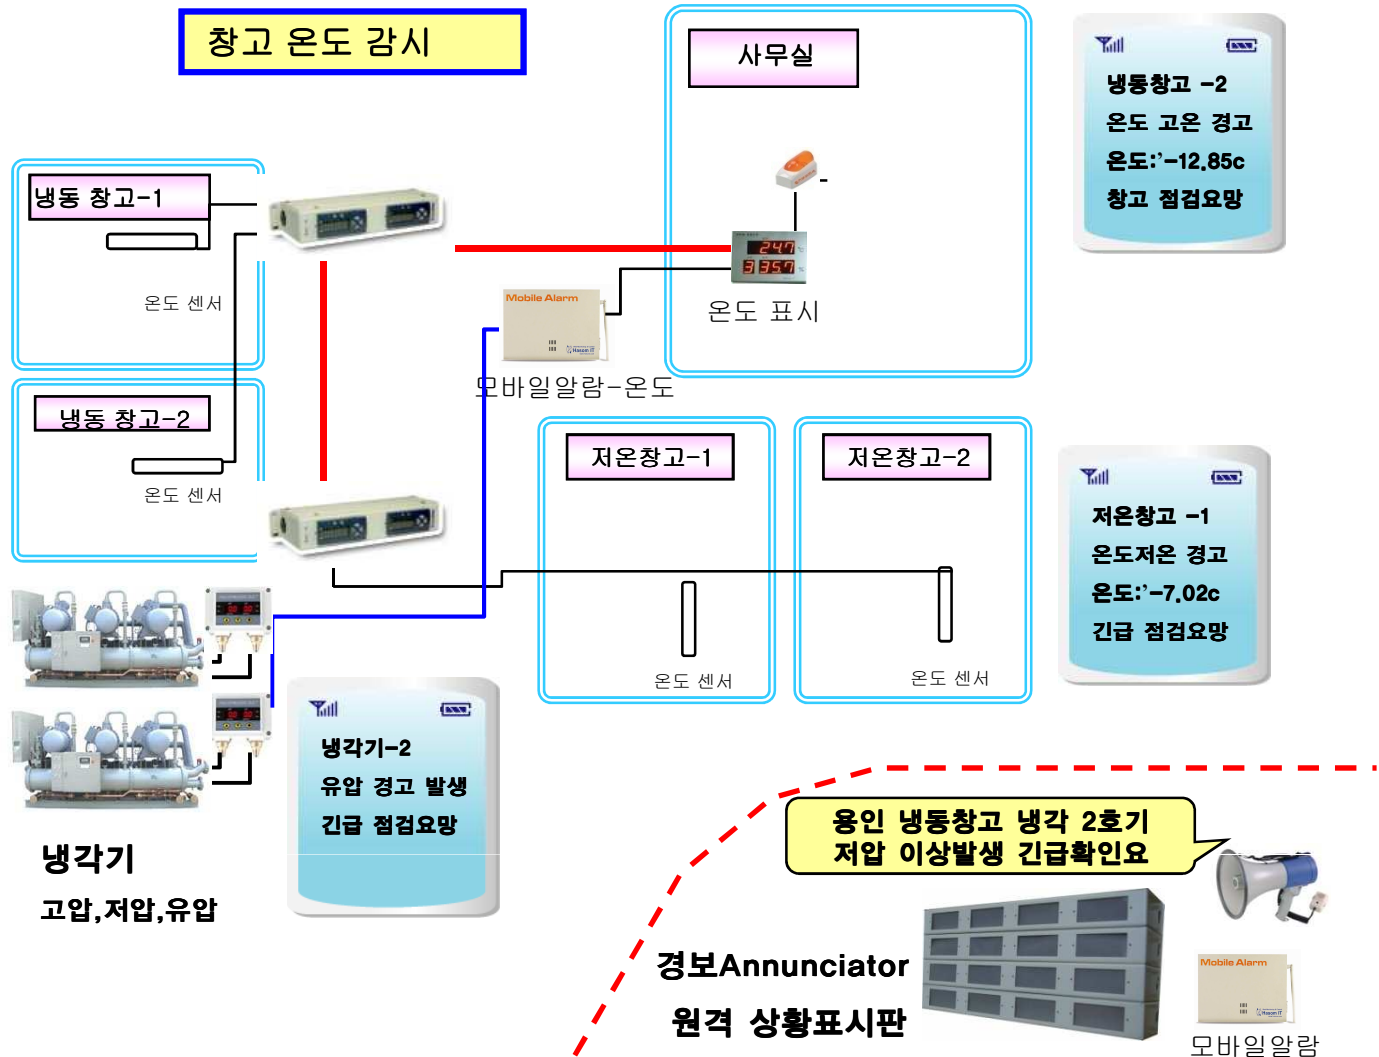 창고 온도 감시
사무실
냉동창고 -2
온도 고온 경고
온도:'-12.85c
창고 점검요망
냉동 창고-1
온도 센서
24.7
3 35.7
온도 표시
Mobile Alarm
Hasom IT
모바일알람-온도
냉동 창고-2
온도 센서
저온창고-1
온도 센서
저온창고-2
온도 센서
저온창고 -1
온도저온 경고
온도:'-7.02c
긴급 점검요망
냉각기-2
유압 경고 발생
긴급 점검요망
냉각기
고압,저압,유압
용인 냉동창고 냉각 2호기
저압 이상발생 긴급확인요
경보Annunciator
원격 상황표시판
Mobile Alarm
Hasom IT
모바일알람